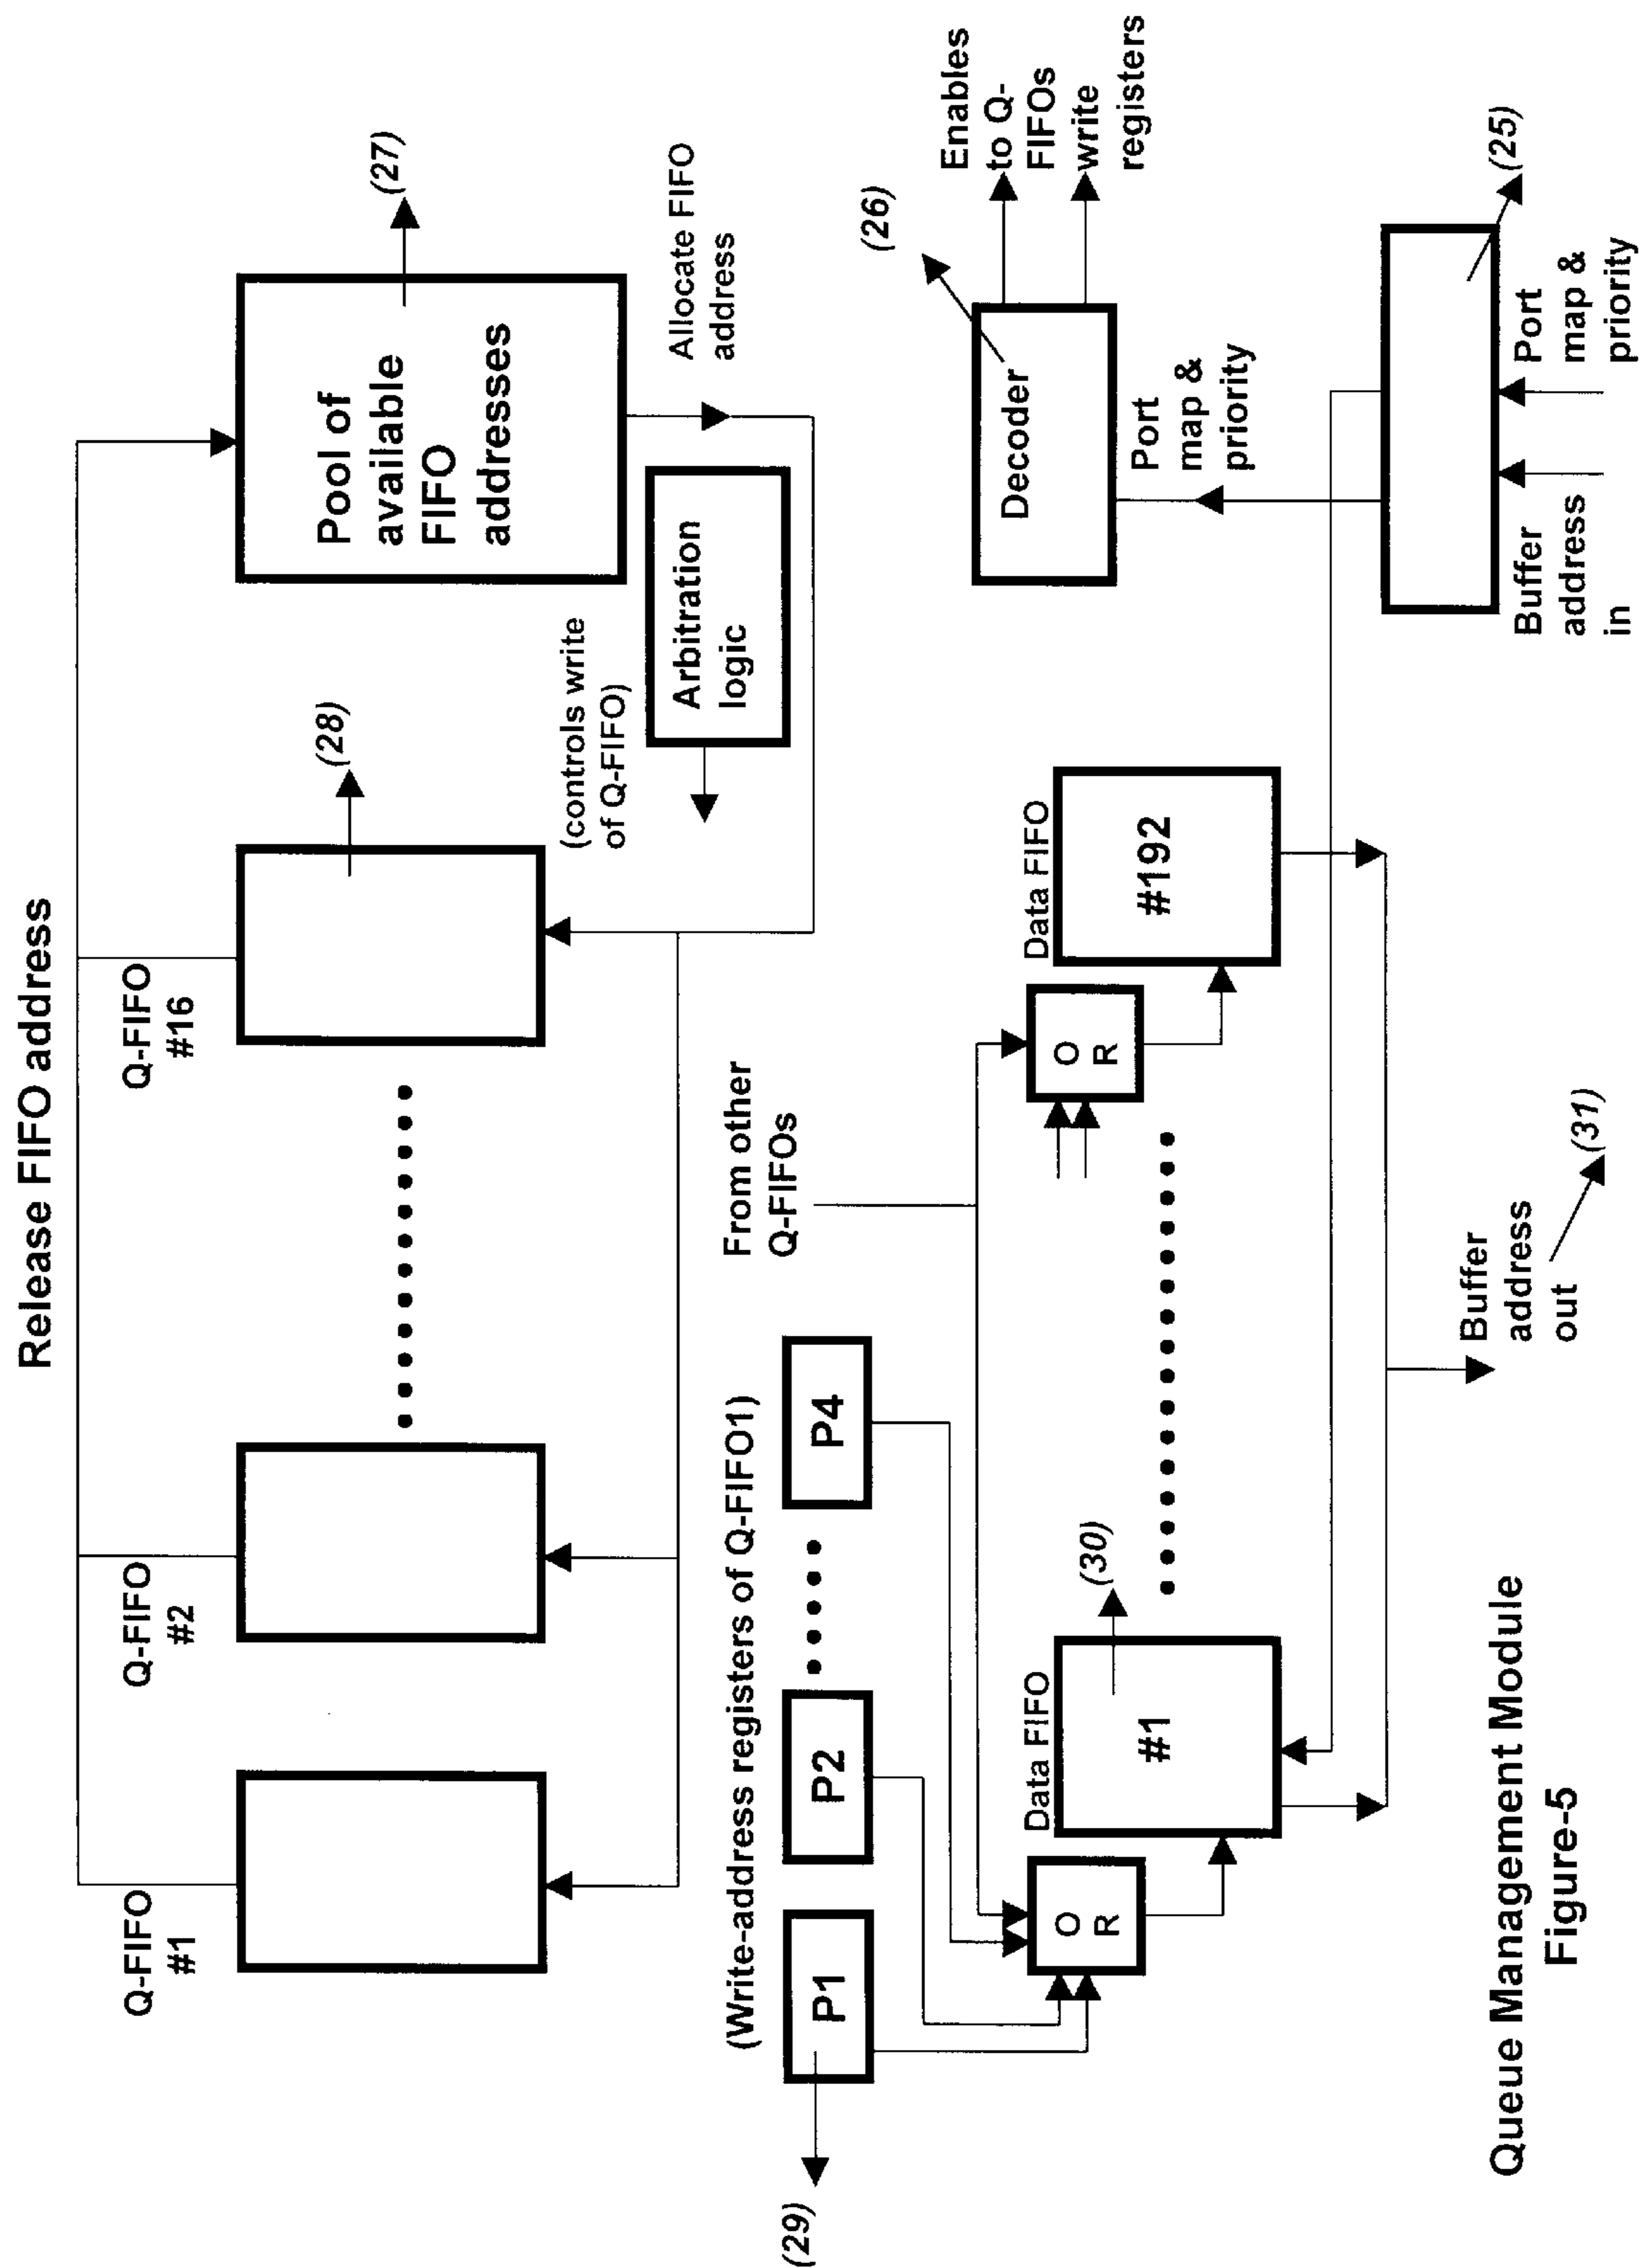 Release FIFO address
Q-FIFO
#1
Q-FIFO
#2
Q-FIFO
#16
(28)
Pool of
available
FIFO
addresses
(27)
Allocate FIFO
address
(controls write
of Q-FIFO)
Arbitration
logic
(Write-address registers of Q-FIFO1)
From other
Q-FIFOs
(29)
P1
P2
P4
(26)
Decoder
Enables
to Q-
FIFOs
write
registers
Port
map &
priority
O
R
Data FIFO
#1
(30)
O
R
Data FIFO
#192
(25)
Buffer
address
in
Port
map &
priority
Buffer
address
out
(31)
Queue Management Module
Figure-5